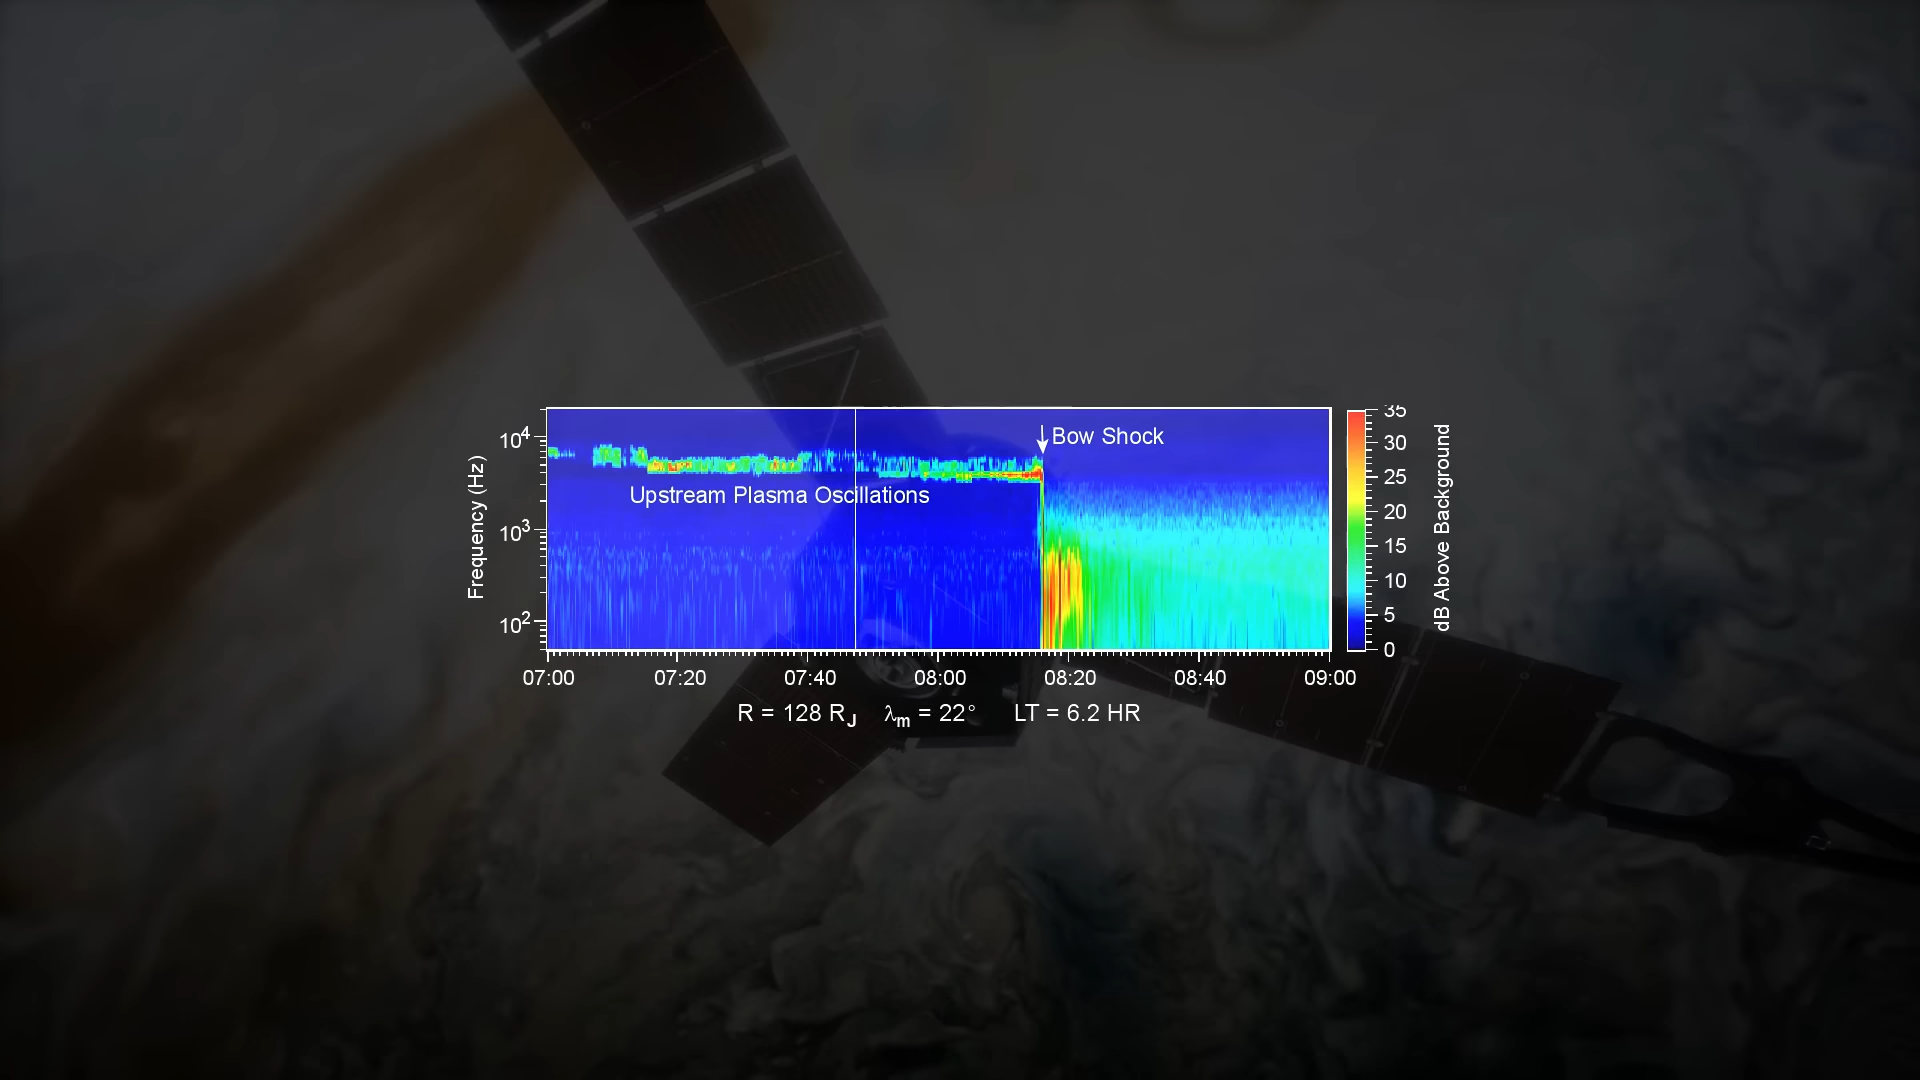 35
30
25
20
15
10
5
0
dB Above Background
Frequency (Hz)
10⁴
10³
10²
Bow Shock
Upstream Plasma Oscillations
07:00 07:20 07:40 08:00 08:20 08:40 09:00
R = 128 R_J λ_m = 22° LT = 6.2 HR